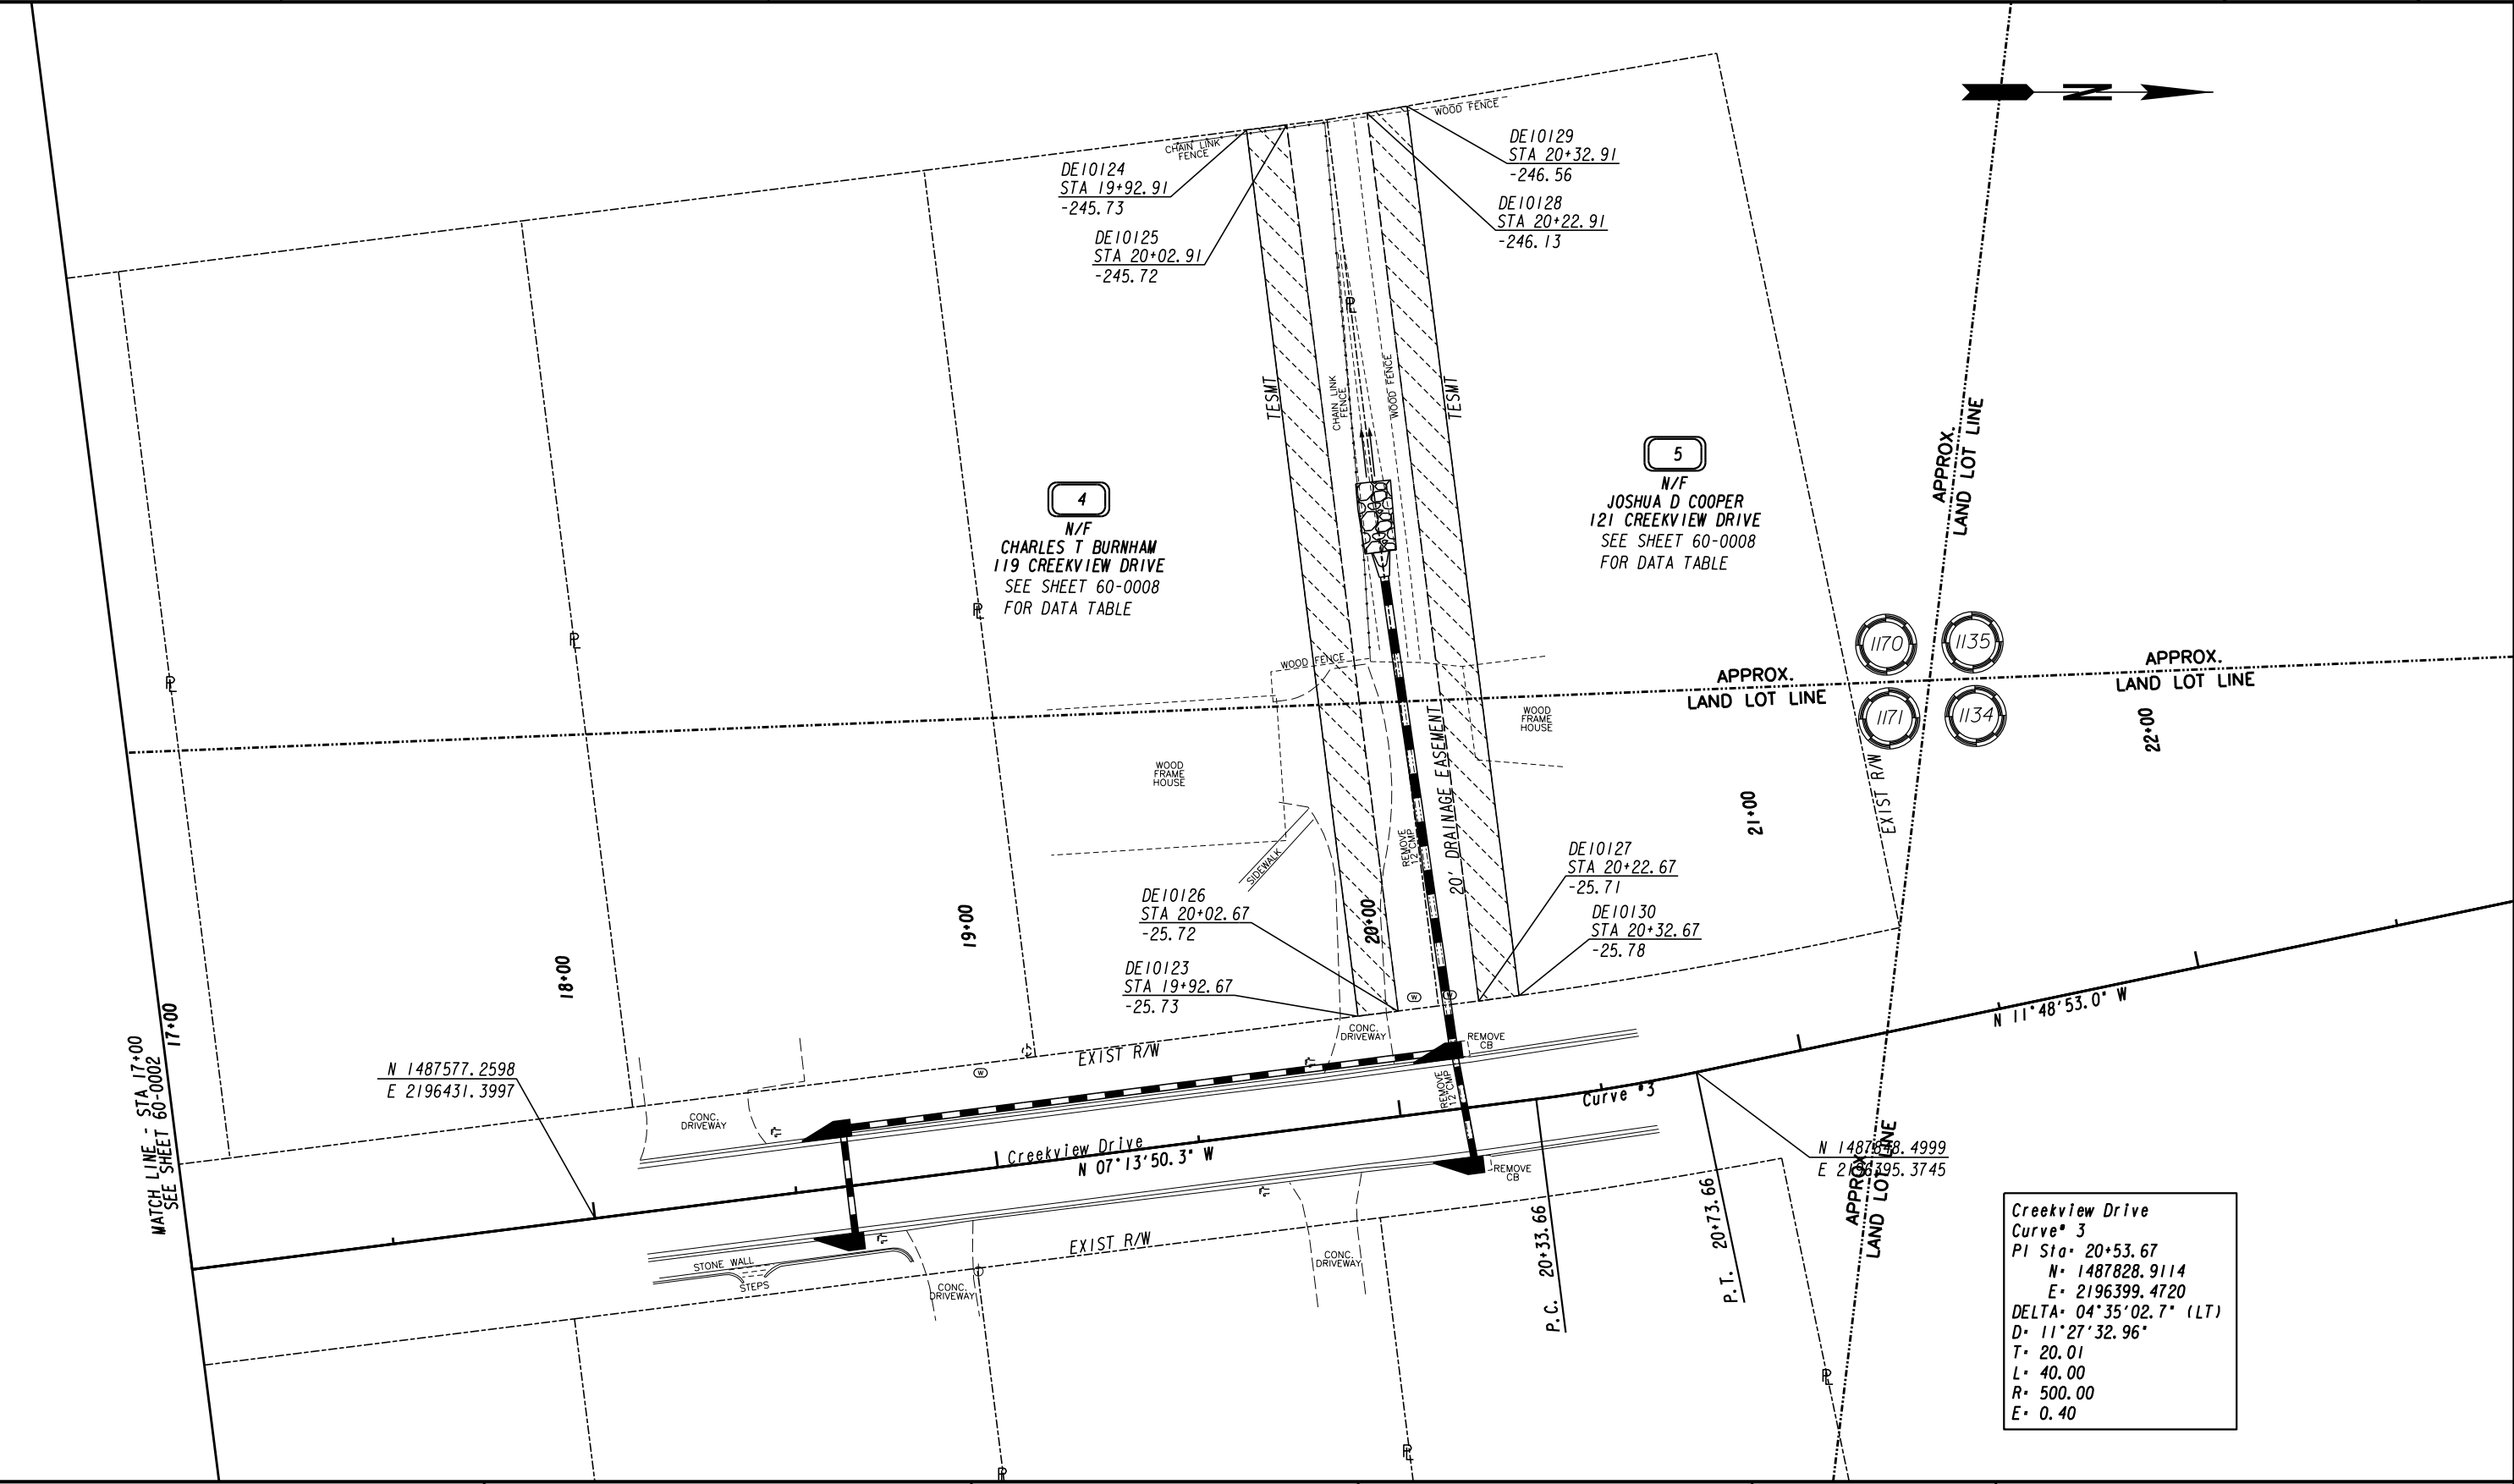 N
WOOD FENCE
CHAIN LINK
FENCE
DE10124
STA 19+92.91
-245.73
DE10125
STA 20+02.91
-245.72
DE10129
STA 20+32.91
-246.56
DE10128
STA 20+22.91
-246.13
TESMT
CHAIN LINK
FENCE
WOOD FENCE
TESMT
4
N/F
CHARLES T BURNHAM
119 CREEKVIEW DRIVE
SEE SHEET 60-0008
FOR DATA TABLE
5
N/F
JOSHUA D COOPER
121 CREEKVIEW DRIVE
SEE SHEET 60-0008
FOR DATA TABLE
APPROX.
LAND LOT LINE
PL
PL
PL
PL
1170
1135
1171
1134
APPROX.
LAND LOT LINE
APPROX.
LAND LOT LINE
WOOD FENCE
WOOD
FRAME
HOUSE
WOOD
FRAME
HOUSE
SIDEWALK
REMOVE
12"CMP
20' DRAINAGE EASEMENT
EXIST R/W
17+00
18+00
19+00
20+00
21+00
22+00
DE10127
STA 20+22.67
-25.71
DE10126
STA 20+02.67
-25.72
DE10130
STA 20+32.67
-25.78
DE10123
STA 19+92.67
-25.73
W
W
W
CONC.
DRIVEWAY
REMOVE
CB
EXIST R/W
MATCH LINE - STA 17+00
SEE SHEET 60-0002
N 1487577.2598
E 2196431.3997
CONC.
DRIVEWAY
REMOVE
12"CMP
Creekview Drive
N 07°13'50.3" W
Curve #3
N 11°48'53.0" W
REMOVE
CB
N 1487848.4999
E 2196395.3745
APPROX.
LAND LOT LINE
P.C. 20+33.66
P.T. 20+73.66
STONE WALL
STEPS
EXIST R/W
CONC.
DRIVEWAY
CONC.
DRIVEWAY
PL
PL
PL
Creekview Drive
Curve# 3
PI Sta= 20+53.67
N= 1487828.9114
E= 2196399.4720
DELTA= 04°35'02.7" (LT)
D= 11°27'32.96"
T= 20.01
L= 40.00
R= 500.00
E= 0.40